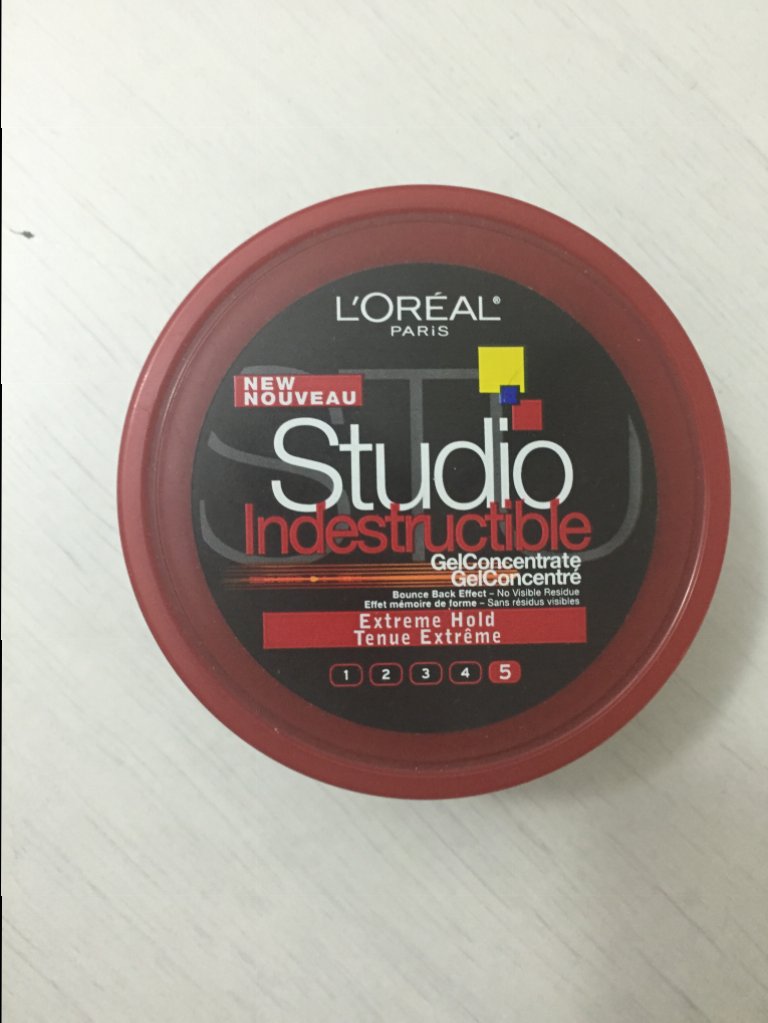 L'ORÉAL®
PARIS
NEW
NOUVEAU
STU
Studio
Indestructible
GelConcentrate
GelConcentré
Bounce Back Effect – No Visible Residue
Effet mémoire de forme – Sans résidus visibles
Extreme Hold
Tenue Extrême
1 2 3 4 5